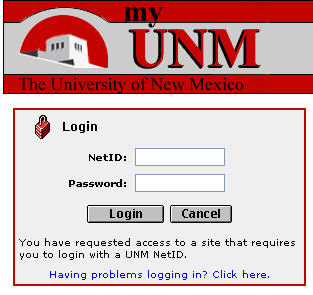 my
UNM
The University of New Mexico
Login
NetID:
Password:
Login Cancel
You have requested access to a site that requires
you to login with a UNM NetID.
Having problems logging in? Click here.